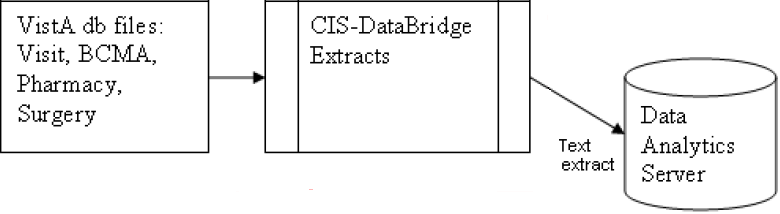 VistA db files:
Visit, BCMA,
Pharmacy,
Surgery
CIS-DataBridge
Extracts
Text
extract
Data
Analytics
Server